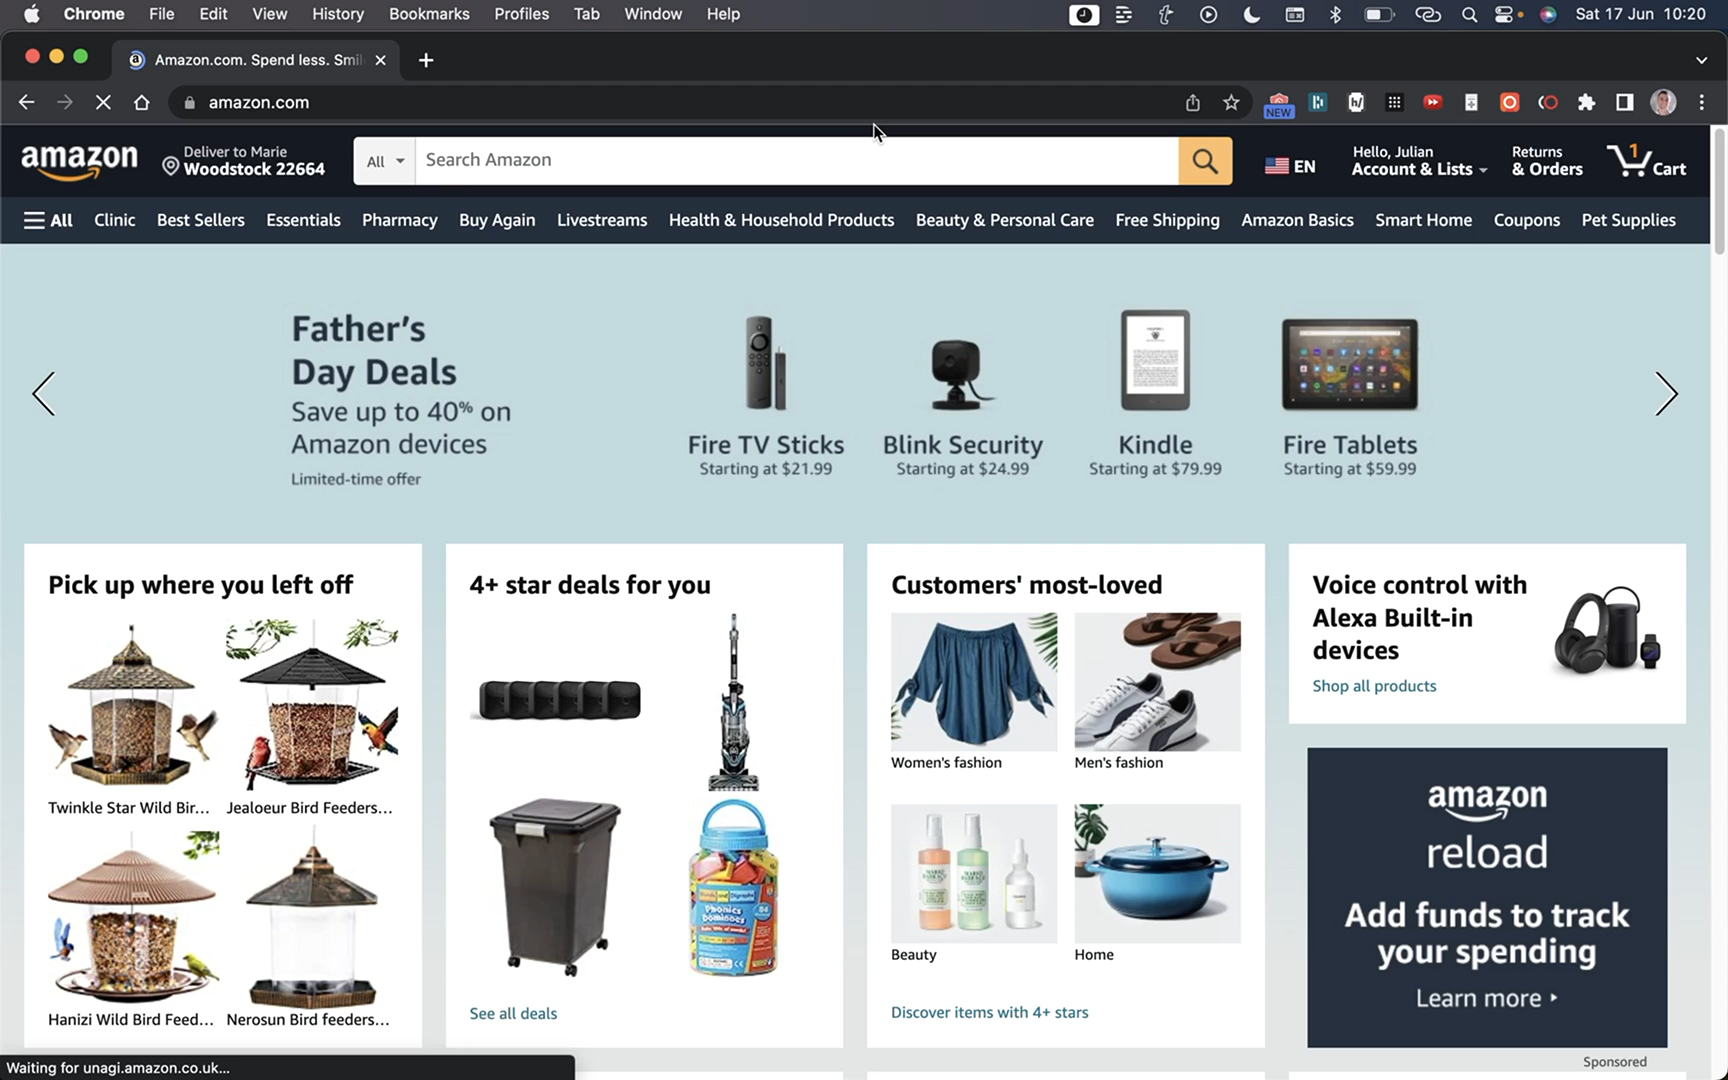 Chrome File Edit View History Bookmarks Profiles Tab Window Help Sat 17 Jun 10:20
Amazon.com. Spend less. Smil
amazon.com
NEW
amazon
Deliver to Marie
Woodstock 22664
All
Search Amazon
EN
Hello, Julian
Account & Lists
Returns
& Orders
1
Cart
All Clinic Best Sellers Essentials Pharmacy Buy Again Livestreams Health & Household Products Beauty & Personal Care Free Shipping Amazon Basics Smart Home Coupons Pet Supplies
Father's
Day Deals
Save up to 40% on
Amazon devices
Limited-time offer
Fire TV Sticks
Starting at $21.99
Blink Security
Starting at $24.99
Kindle
Starting at $79.99
Fire Tablets
Starting at $59.99
Pick up where you left off
Twinkle Star Wild Bir...
Jealoeur Bird Feeders...
Hanizi Wild Bird Feed...
Nerosun Bird feeders...
4+ star deals for you
Phonics
Dominoes
See all deals
Customers' most-loved
Women's fashion
Men's fashion
Beauty
Home
Discover items with 4+ stars
Voice control with
Alexa Built-in
devices
Shop all products
amazon
reload
Add funds to track
your spending
Learn more
Sponsored
Waiting for unagi.amazon.co.uk...